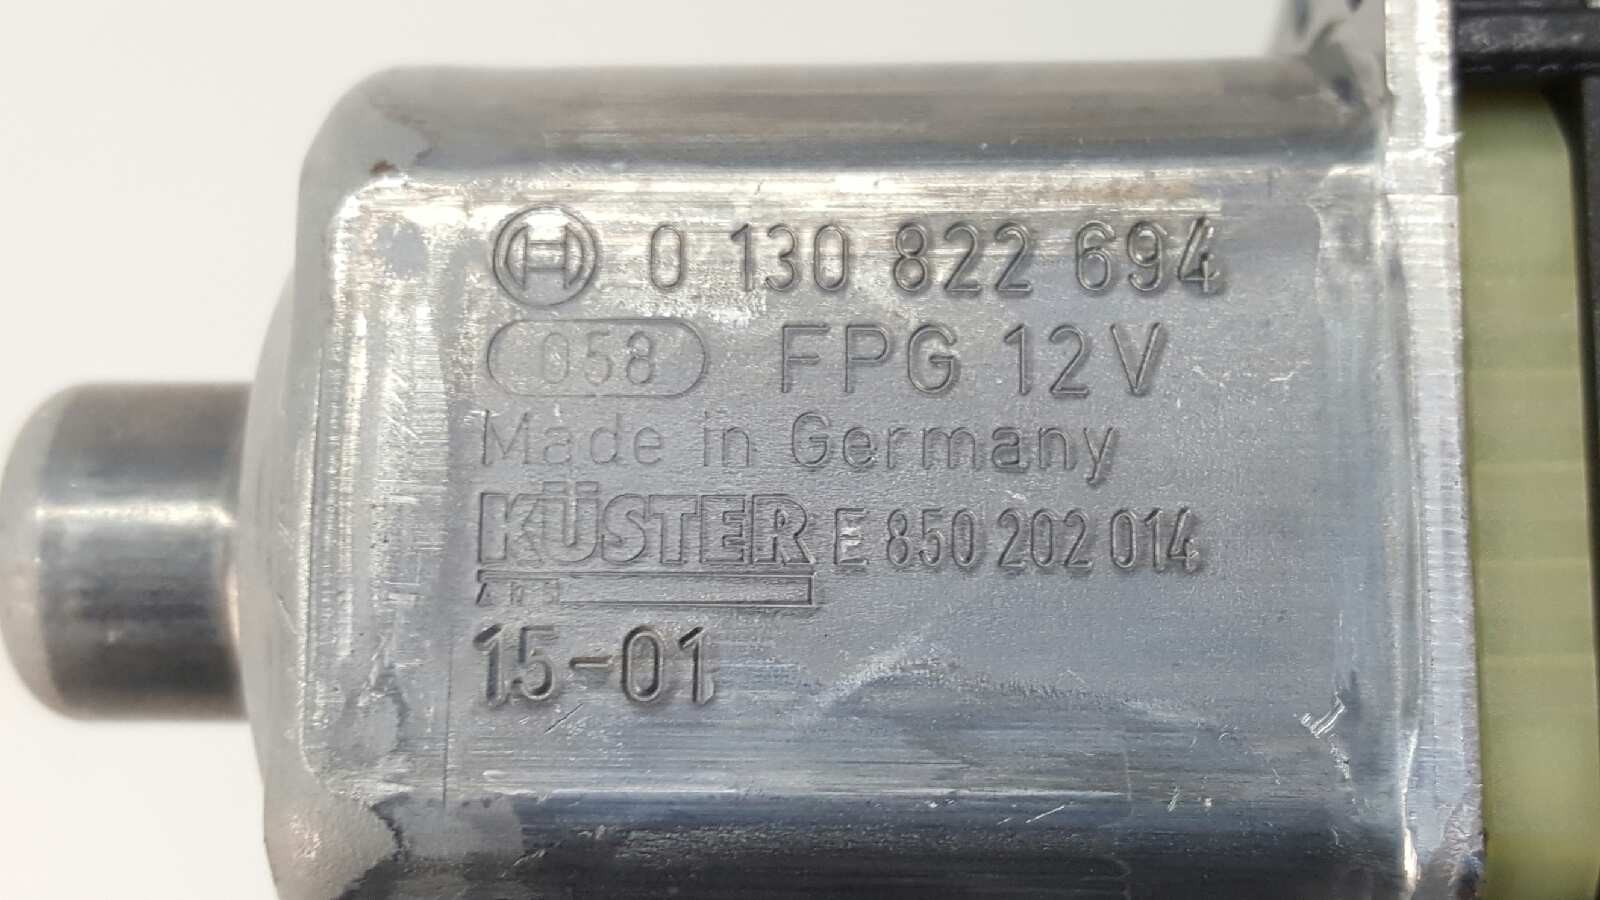 0 130 822 694
058 FPG 12V
Made in Germany
KÜSTER E 850 202 014
15-01